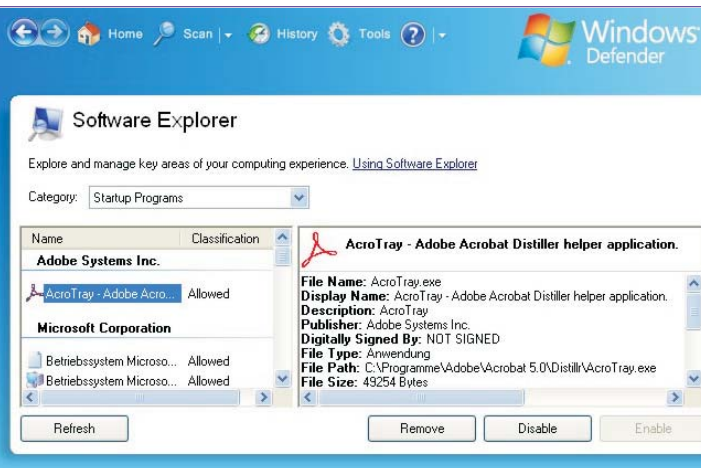 Home Scan History Tools ?
Windows
Defender
Software Explorer
Explore and manage key areas of your computing experience. Using Software Explorer
Category: Startup Programs
Name Classification
Adobe Systems Inc.
AcroTray - Adobe Acro... Allowed
Microsoft Corporation
Betriebssystem Microso... Allowed
Betriebssystem Microso... Allowed
AcroTray - Adobe Acrobat Distiller helper application.
File Name: AcroTray.exe
Display Name: AcroTray - Adobe Acrobat Distiller helper application.
Description: AcroTray
Publisher: Adobe Systems Inc.
Digitally Signed By: NOT SIGNED
File Type: Anwendung
File Path: C:\Programme\Adobe\Acrobat 5.0\Distillr\AcroTray.exe
File Size: 49254 Bytes
Refresh Remove Disable Enable